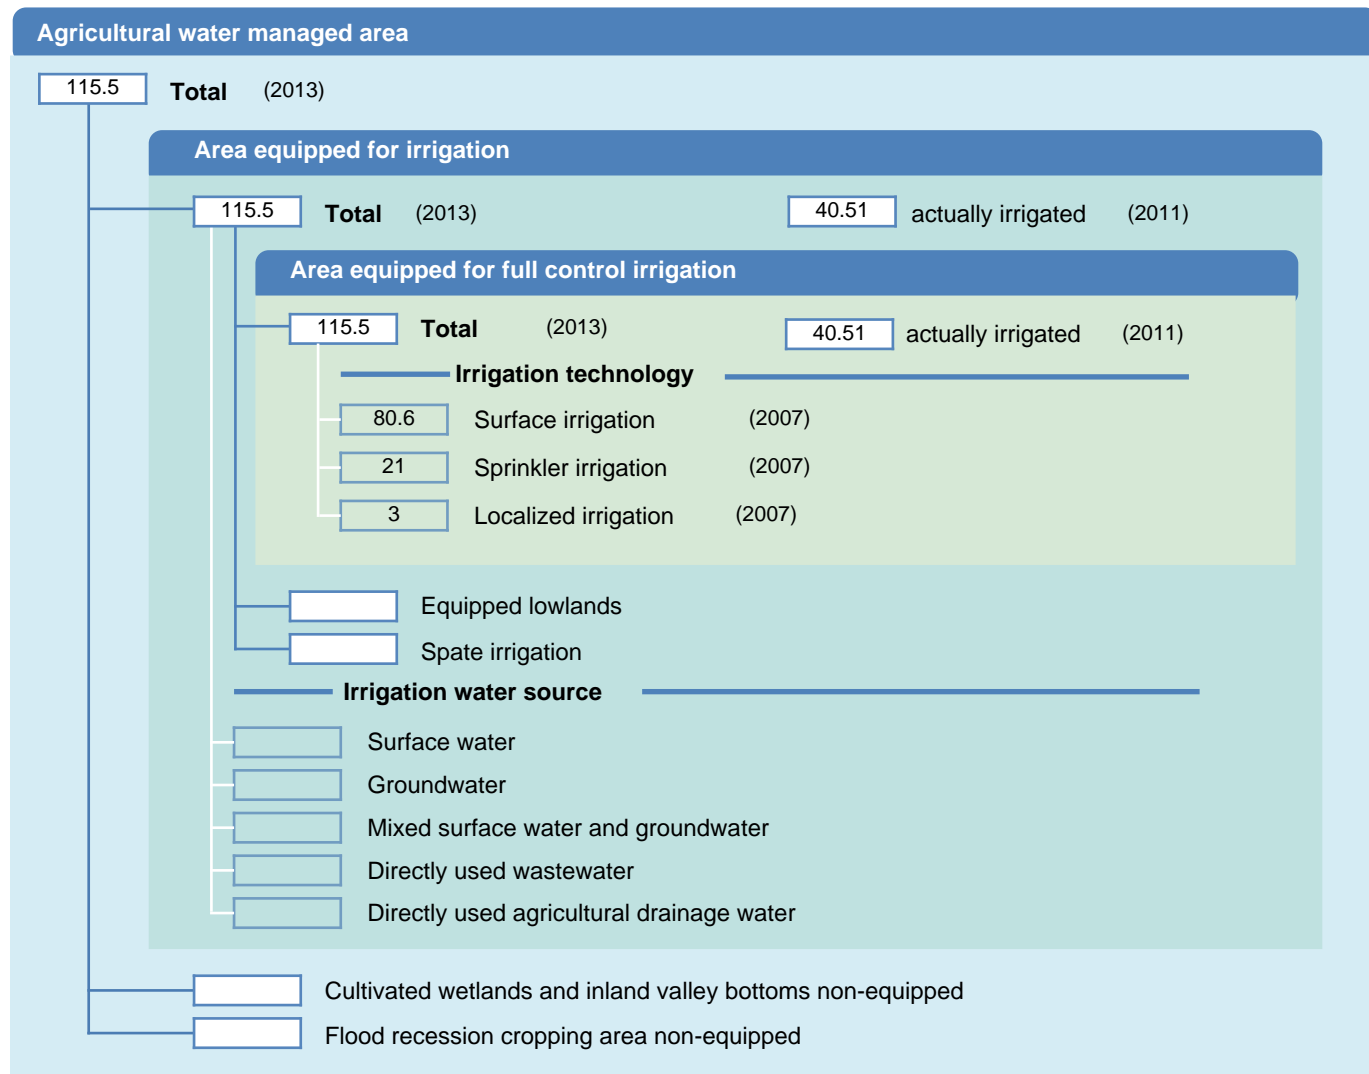 Agricultural water managed area
115.5 Total (2013)
Area equipped for irrigation
115.5 Total (2013) 40.51 actually irrigated (2011)
Area equipped for full control irrigation
115.5 Total (2013) 40.51 actually irrigated (2011)
Irrigation technology
80.6 Surface irrigation (2007)
21 Sprinkler irrigation (2007)
3 Localized irrigation (2007)
Equipped lowlands
Spate irrigation
Irrigation water source
Surface water
Groundwater
Mixed surface water and groundwater
Directly used wastewater
Directly used agricultural drainage water
Cultivated wetlands and inland valley bottoms non-equipped
Flood recession cropping area non-equipped